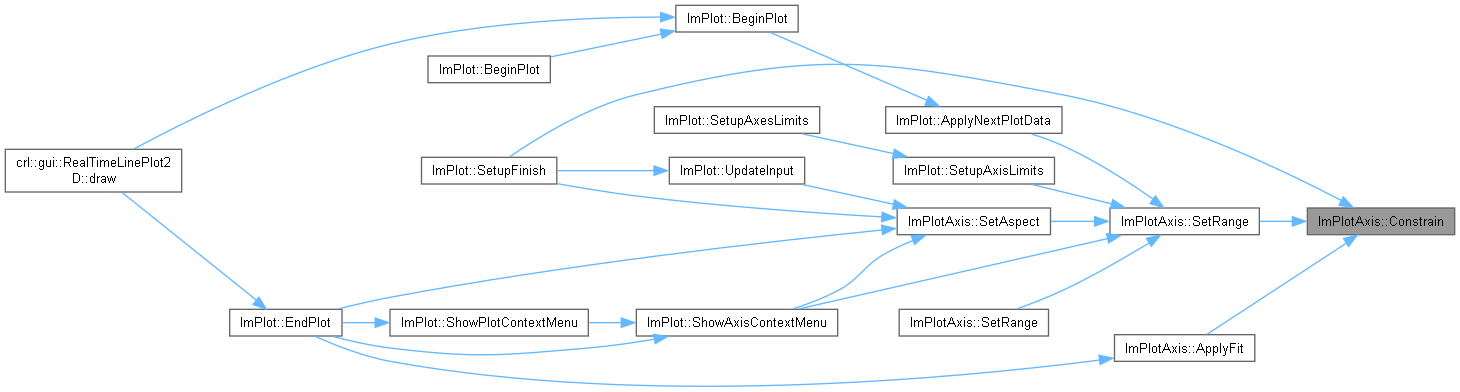 ImPlot::BeginPlot
ImPlot::BeginPlot
ImPlot::SetupAxesLimits
ImPlot::ApplyNextPlotData
crl::gui::RealTimeLinePlot2
D::draw
ImPlot::SetupFinish
ImPlot::UpdateInput
ImPlot::SetupAxisLimits
ImPlotAxis::SetAspect
ImPlotAxis::SetRange
ImPlotAxis::Constrain
ImPlot::EndPlot
ImPlot::ShowPlotContextMenu
ImPlot::ShowAxisContextMenu
ImPlotAxis::SetRange
ImPlotAxis::ApplyFit